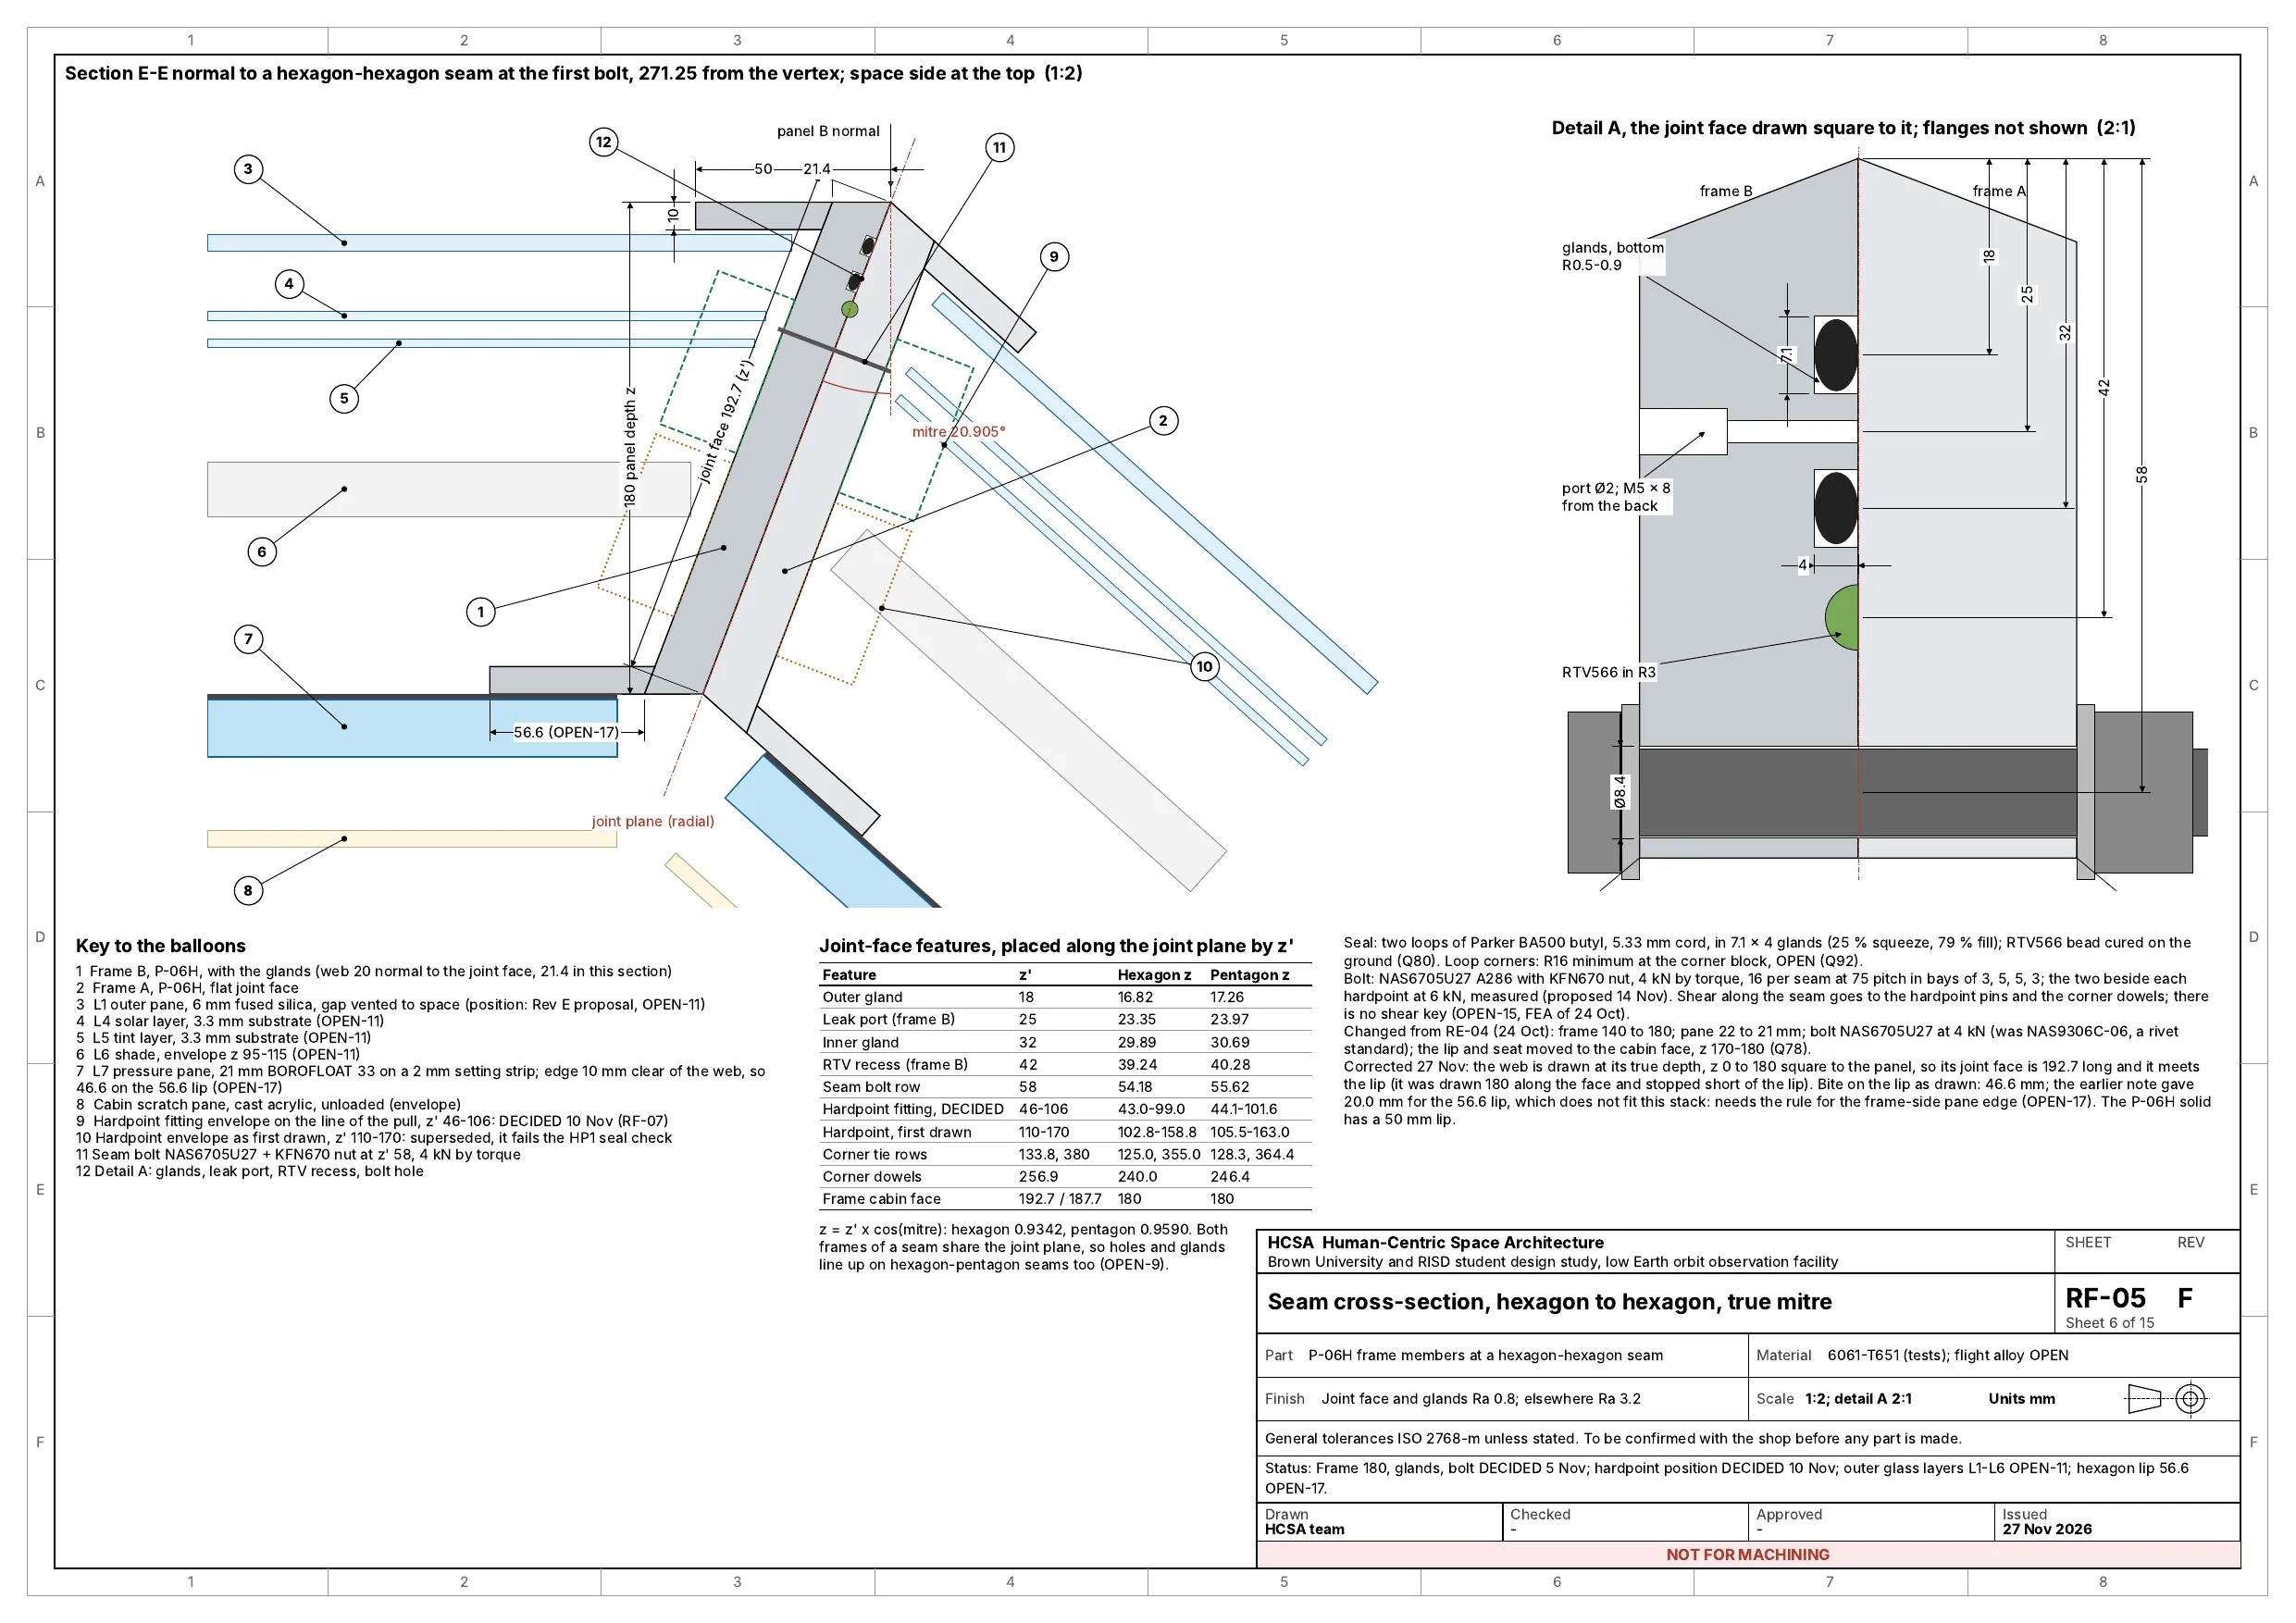 1 2 3 4 5 6 7 8
Section E-E normal to a hexagon-hexagon seam at the first bolt, 271.25 from the vertex; space side at the top (1:2)
Detail A, the joint face drawn square to it; flanges not shown (2:1)
A
B
C
D
E
F
panel B normal
50
21.4
10
12
11
3
4
9
5
2
6
1
7
10
8
180 panel depth z
joint face 192.7 (z')
mitre 20.905°
56.6 (OPEN-17)
joint plane (radial)
frame B
frame A
glands, bottom
R0.5-0.9
18
25
32
42
58
7.1
port Ø2; M5 × 8
from the back
4
RTV566 in R3
Ø8.4
A
B
C
D
E
F
Key to the balloons
1 Frame B, P-06H, with the glands (web 20 normal to the joint face, 21.4 in this section)
2 Frame A, P-06H, flat joint face
3 L1 outer pane, 6 mm fused silica, gap vented to space (position: Rev E proposal, OPEN-11)
4 L4 solar layer, 3.3 mm substrate (OPEN-11)
5 L5 tint layer, 3.3 mm substrate (OPEN-11)
6 L6 shade, envelope z 95-115 (OPEN-11)
7 L7 pressure pane, 21 mm BOROFLOAT 33 on a 2 mm setting strip; edge 10 mm clear of the web, so
46.6 on the 56.6 lip (OPEN-17)
8 Cabin scratch pane, cast acrylic, unloaded (envelope)
9 Hardpoint fitting envelope on the line of the pull, z' 46-106: DECIDED 10 Nov (RF-07)
10 Hardpoint envelope as first drawn, z' 110-170: superseded, it fails the HP1 seal check
11 Seam bolt NAS6705U27 + KFN670 nut at z' 58, 4 kN by torque
12 Detail A: glands, leak port, RTV recess, bolt hole
Joint-face features, placed along the joint plane by z'
Feature z' Hexagon z Pentagon z
Outer gland 18 16.82 17.26
Leak port (frame B) 25 23.35 23.97
Inner gland 32 29.89 30.69
RTV recess (frame B) 42 39.24 40.28
Seam bolt row 58 54.18 55.62
Hardpoint fitting, DECIDED 46-106 43.0-99.0 44.1-101.6
Hardpoint, first drawn 110-170 102.8-158.8 105.5-163.0
Corner tie rows 133.8, 380 125.0, 355.0 128.3, 364.4
Corner dowels 256.9 240.0 246.4
Frame cabin face 192.7 / 187.7 180 180
z = z' x cos(mitre): hexagon 0.9342, pentagon 0.9590. Both
frames of a seam share the joint plane, so holes and glands
line up on hexagon-pentagon seams too (OPEN-9).
Seal: two loops of Parker BA500 butyl, 5.33 mm cord, in 7.1 × 4 glands (25 % squeeze, 79 % fill); RTV566 bead cured on the
ground (Q80). Loop corners: R16 minimum at the corner block, OPEN (Q92).
Bolt: NAS6705U27 A286 with KFN670 nut, 4 kN by torque, 16 per seam at 75 pitch in bays of 3, 5, 5, 3; the two beside each
hardpoint at 6 kN, measured (proposed 14 Nov). Shear along the seam goes to the hardpoint pins and the corner dowels; there
is no shear key (OPEN-15, FEA of 24 Oct).
Changed from RE-04 (24 Oct): frame 140 to 180; pane 22 to 21 mm; bolt NAS6705U27 at 4 kN (was NAS9306C-06, a rivet
standard); the lip and seat moved to the cabin face, z 170-180 (Q78).
Corrected 27 Nov: the web is drawn at its true depth, z 0 to 180 square to the panel, so its joint face is 192.7 long and it meets
the lip (it was drawn 180 along the face and stopped short of the lip). Bite on the lip as drawn: 46.6 mm; the earlier note gave
20.0 mm for the 56.6 lip, which does not fit this stack: needs the rule for the frame-side pane edge (OPEN-17). The P-06H solid
has a 50 mm lip.
HCSA Human-Centric Space Architecture
Brown University and RISD student design study, low Earth orbit observation facility
SHEET REV
Seam cross-section, hexagon to hexagon, true mitre
RF-05 F
Sheet 6 of 15
Part P-06H frame members at a hexagon-hexagon seam
Material 6061-T651 (tests); flight alloy OPEN
Finish Joint face and glands Ra 0.8; elsewhere Ra 3.2
Scale 1:2; detail A 2:1 Units mm
General tolerances ISO 2768-m unless stated. To be confirmed with the shop before any part is made.
Status: Frame 180, glands, bolt DECIDED 5 Nov; hardpoint position DECIDED 10 Nov; outer glass layers L1-L6 OPEN-11; hexagon lip 56.6
OPEN-17.
Drawn Checked Approved Issued
HCSA team - - 27 Nov 2026
NOT FOR MACHINING
1 2 3 4 5 6 7 8